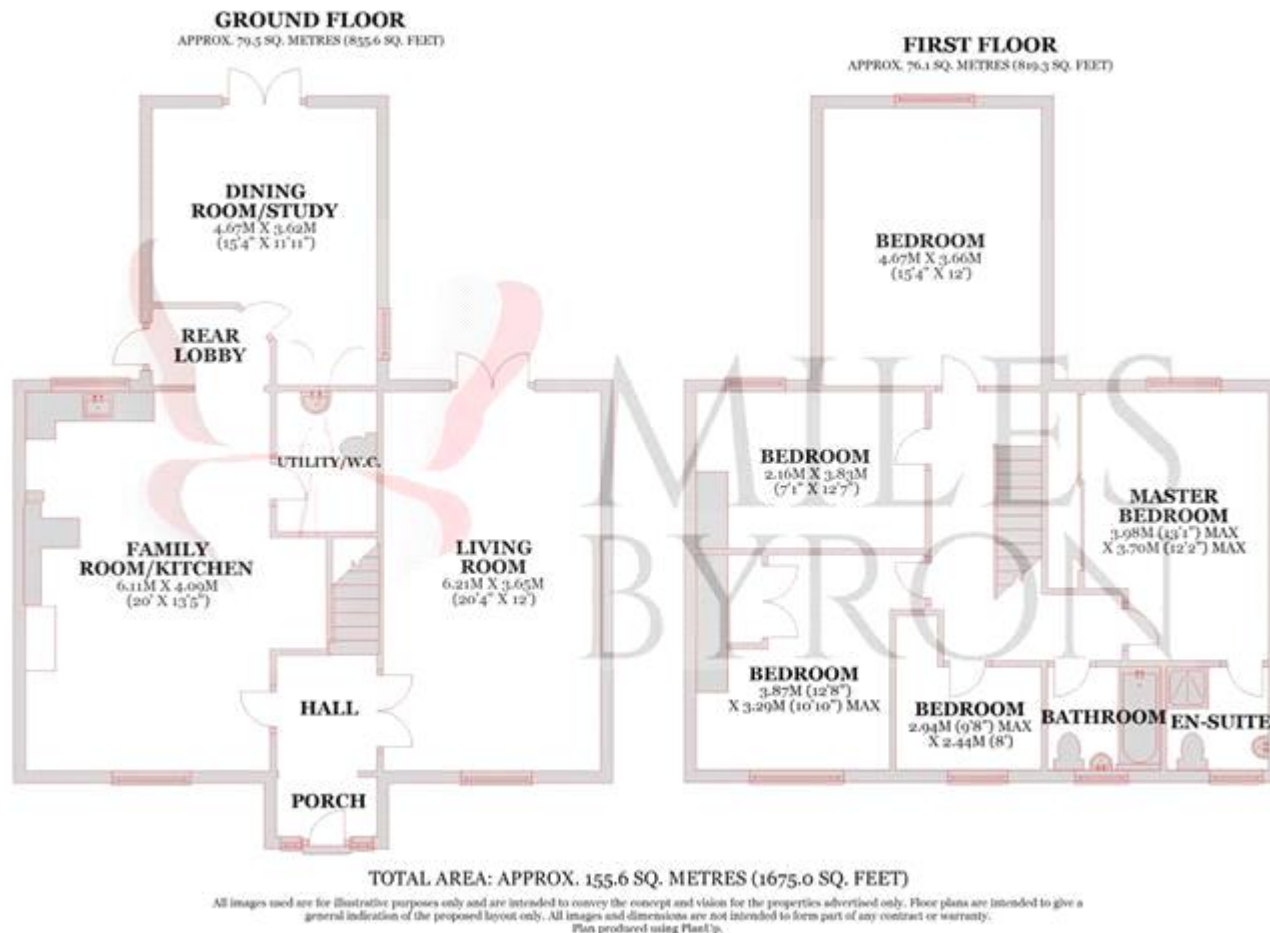 GROUND FLOOR
APPROX. 79.5 SQ. METRES (855.6 SQ. FEET)
DINING
ROOM/STUDY
4.67M X 3.62M
(15'4" X 11'11")
REAR
LOBBY
UTILITY/W.C.
FAMILY
ROOM/KITCHEN
6.11M X 4.09M
(20' X 13'5")
LIVING
ROOM
6.21M X 3.65M
(20'4" X 12')
HALL
PORCH
FIRST FLOOR
APPROX. 76.1 SQ. METRES (819.3 SQ. FEET)
BEDROOM
4.67M X 3.66M
(15'4" X 12')
BEDROOM
2.16M X 3.83M
(7'1" X 12'7")
MASTER
BEDROOM
3.98M (13'1") MAX
X 3.70M (12'2") MAX
BEDROOM
3.87M (12'8")
X 3.29M (10'10") MAX
BEDROOM
2.94M (9'8") MAX
X 2.44M (8')
BATHROOM
EN-SUITE
MILES
BYRON
TOTAL AREA: APPROX. 155.6 SQ. METRES (1675.0 SQ. FEET)
All images used are for illustrative purposes only and are intended to convey the concept and vision for the properties advertised only. Floor plans are intended to give a
general indication of the proposed layout only. All images and dimensions are not intended to form part of any contract or warranty.
Plan produced using PlanUp.